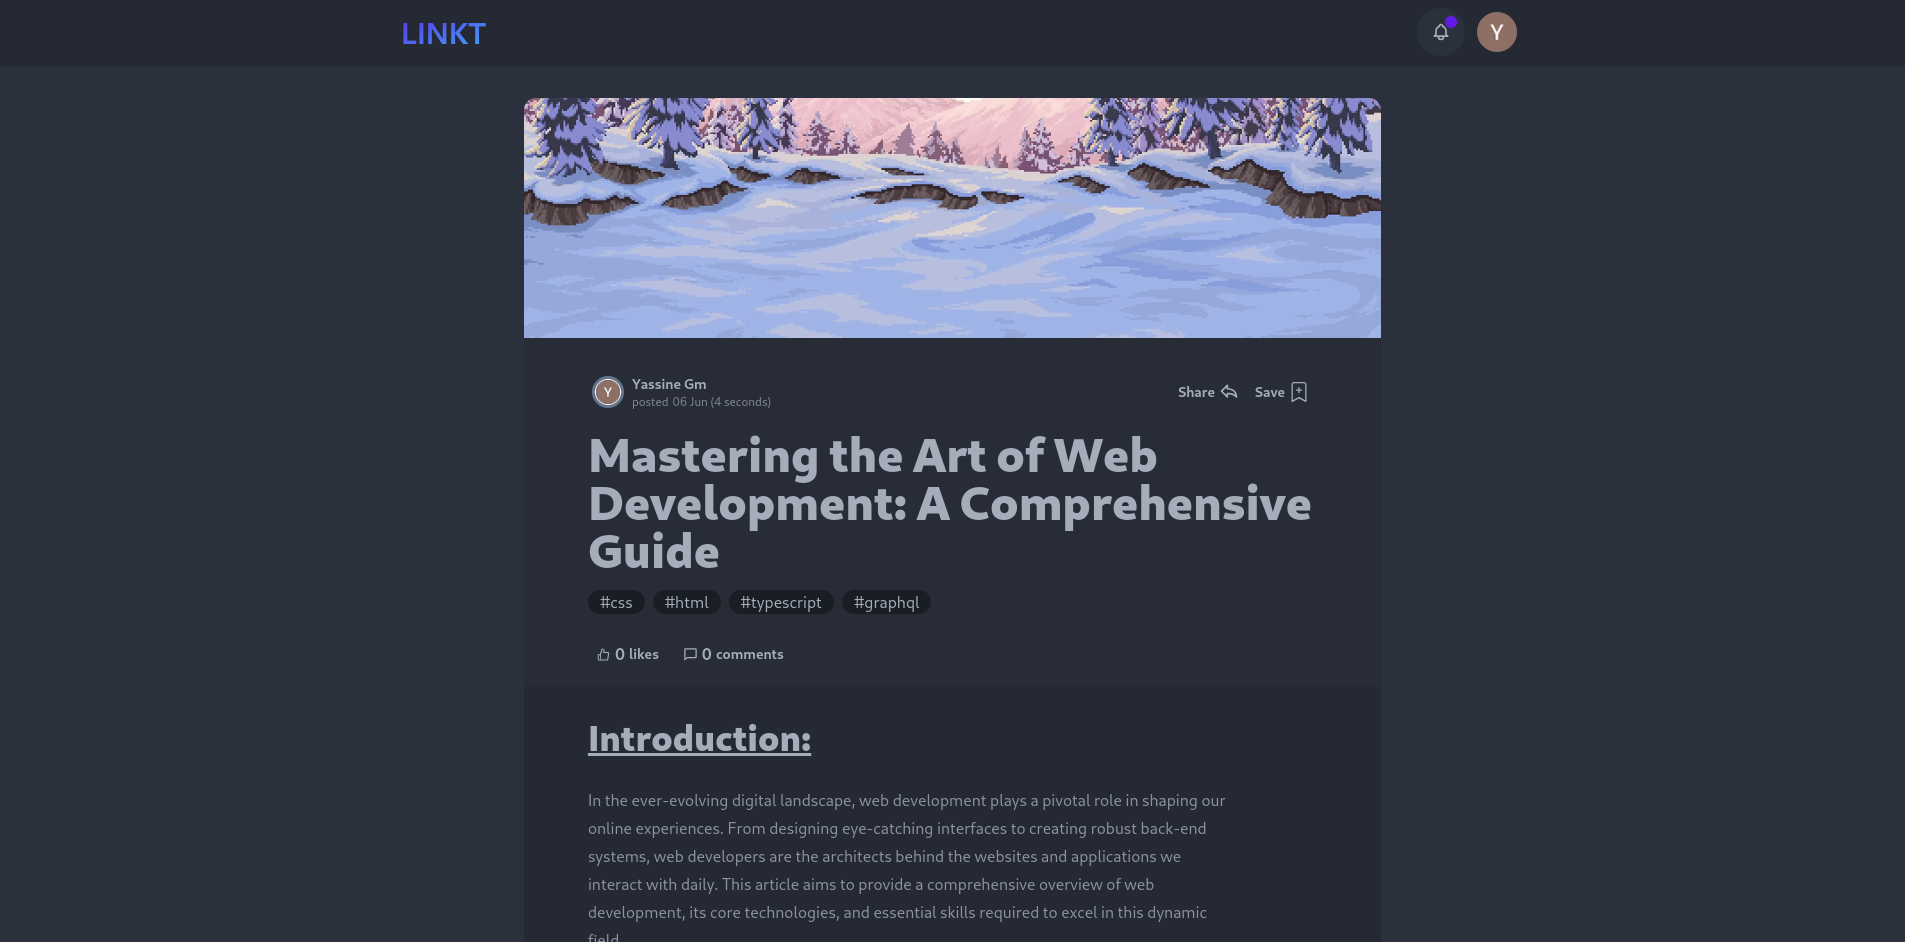 LINKT
Y
Y
Yassine Gm
posted 06 Jun (4 seconds)
Share
Save
Mastering the Art of Web
Development: A Comprehensive
Guide
#css #html #typescript #graphql
0 likes 0 comments
Introduction:
In the ever-evolving digital landscape, web development plays a pivotal role in shaping our
online experiences. From designing eye-catching interfaces to creating robust back-end
systems, web developers are the architects behind the websites and applications we
interact with daily. This article aims to provide a comprehensive overview of web
development, its core technologies, and essential skills required to excel in this dynamic
field.